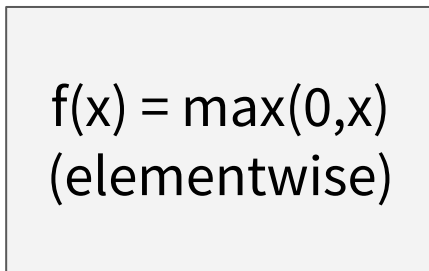 f(x) = max(0,x)
(elementwise)